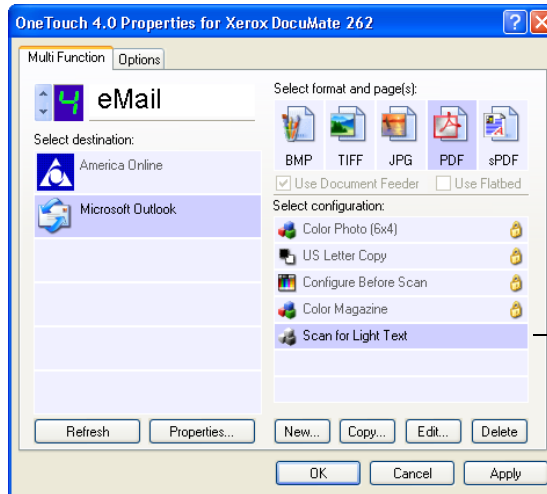 OneTouch 4.0 Properties for Xerox DocuMate 262
Multi Function
Options
4
eMail
Select destination:
America Online
Microsoft Outlook
Refresh
Properties...
Select format and page(s):
BMP TIFF JPG PDF sPDF
Use Document Feeder
Use Flatbed
Select configuration:
Color Photo (6x4)
US Letter Copy
Configure Before Scan
Color Magazine
Scan for Light Text
New... Copy... Edit... Delete
OK Cancel Apply